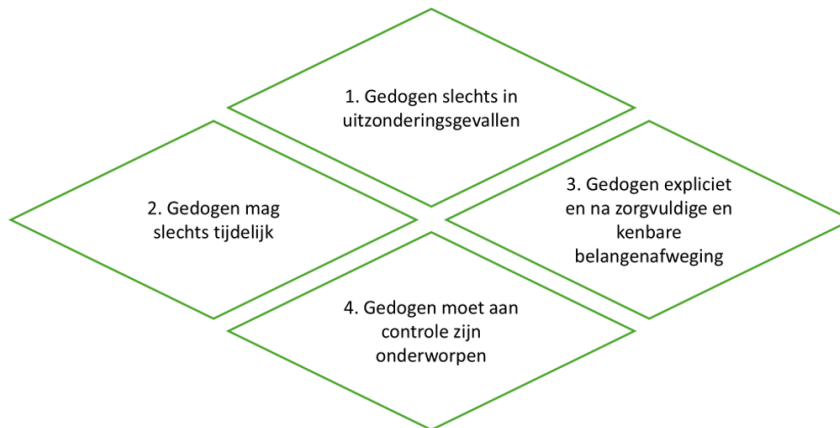 1. Gedogen slechts in
uitzonderingsgevallen
2. Gedogen mag
slechts tijdelijk
3. Gedogen expliciet
en na zorgvuldige en
kenbare
belangenafweging
4. Gedogen moet aan
controle zijn
onderworpen